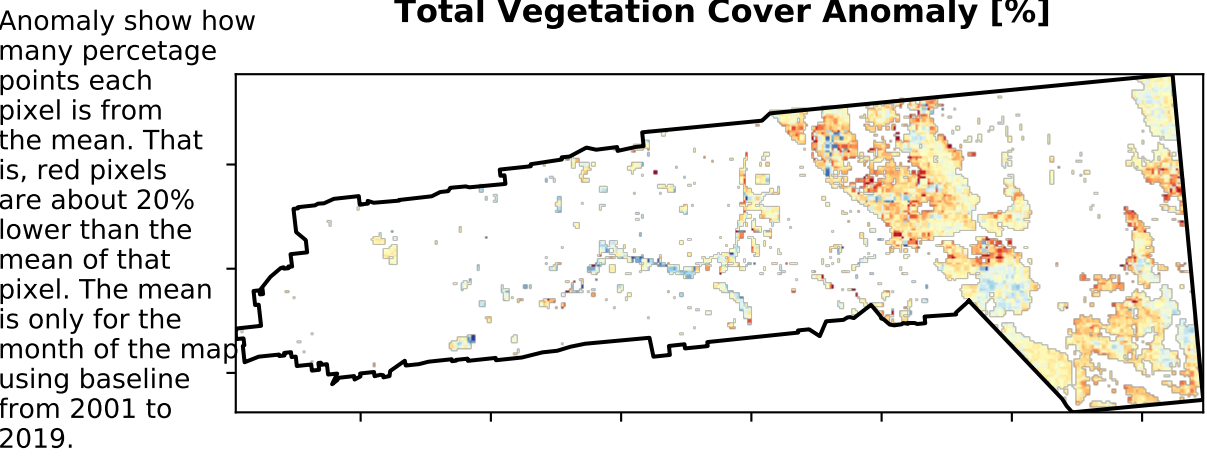 Total Vegetation Cover Anomaly [%]
Anomaly show how
many percetage
points each
pixel is from
the mean. That
is, red pixels
are about 20%
lower than the
mean of that
pixel. The mean
is only for the
month of the map
using baseline
from 2001 to
2019.